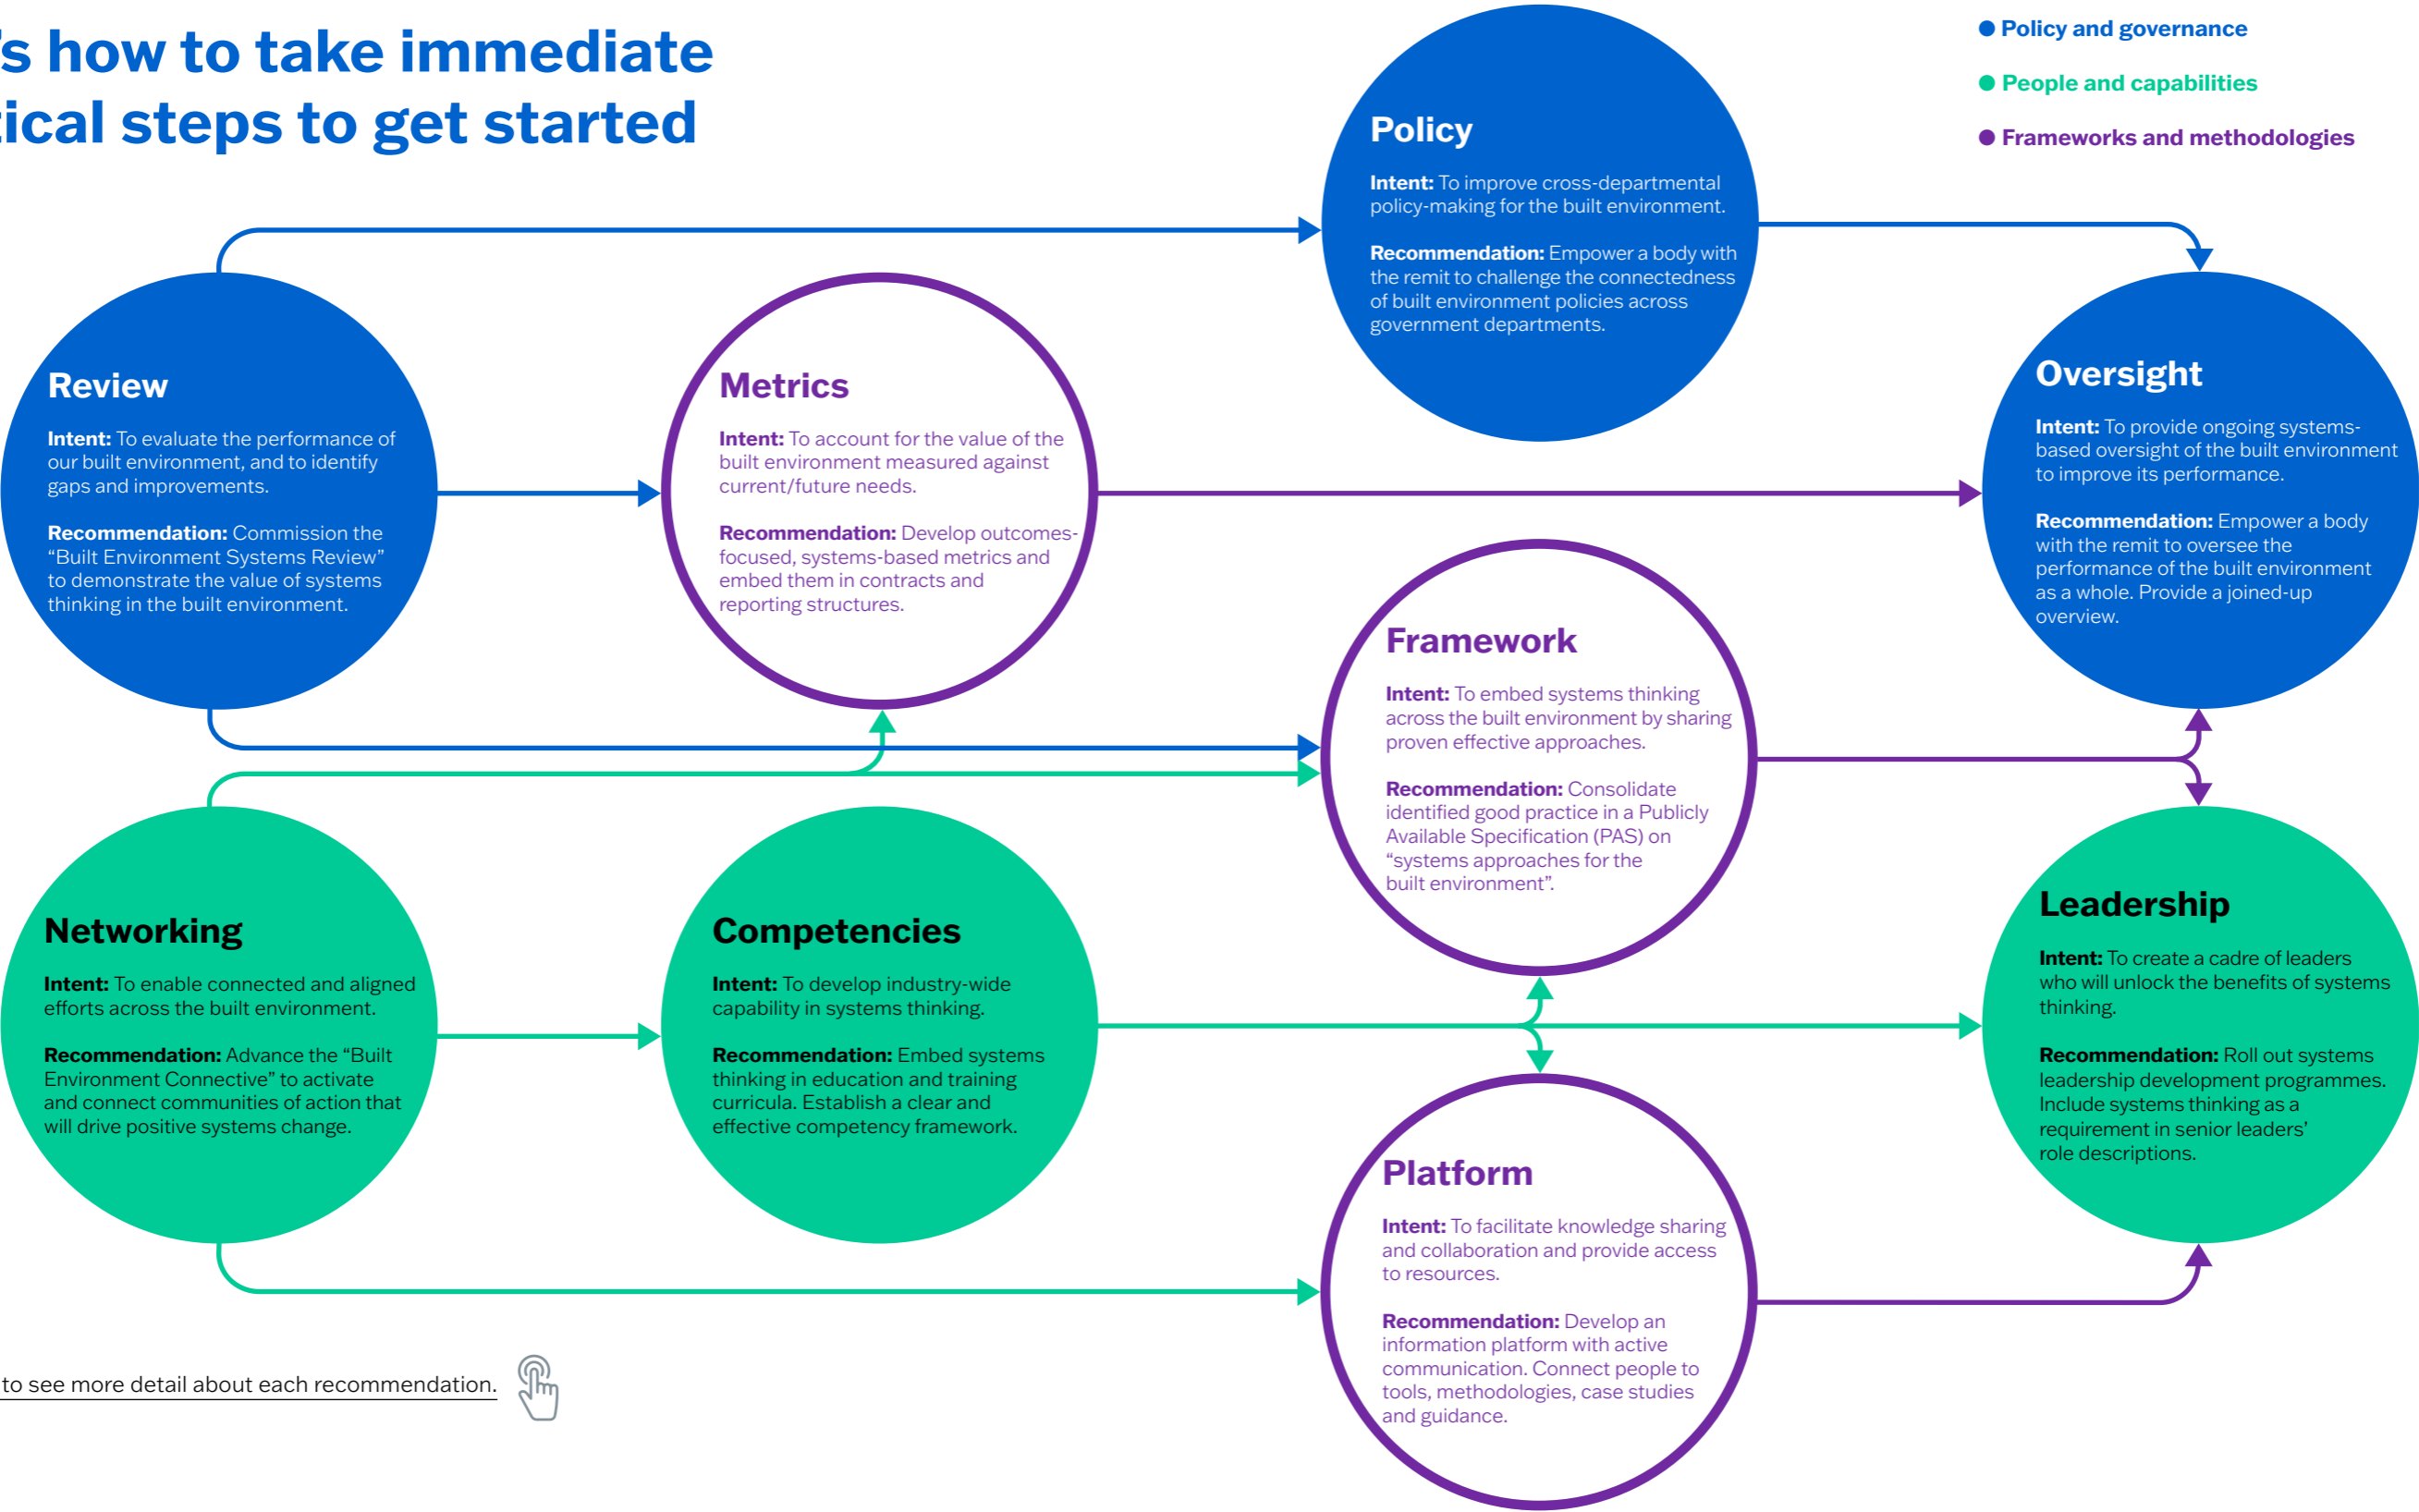 ’s how to take immediate
tical steps to get started
Policy and governance
People and capabilities
Frameworks and methodologies
Policy
Intent: To improve cross-departmental
policy-making for the built environment.
Recommendation: Empower a body with
the remit to challenge the connectedness
of built environment policies across
government departments.
Review
Intent: To evaluate the performance of
our built environment, and to identify
gaps and improvements.
Recommendation: Commission the
“Built Environment Systems Review”
to demonstrate the value of systems
thinking in the built environment.
Metrics
Intent: To account for the value of the
built environment measured against
current/future needs.
Recommendation: Develop outcomes-
focused, systems-based metrics and
embed them in contracts and
reporting structures.
Oversight
Intent: To provide ongoing systems-
based oversight of the built environment
to improve its performance.
Recommendation: Empower a body
with the remit to oversee the
performance of the built environment
as a whole. Provide a joined-up
overview.
Framework
Intent: To embed systems thinking
across the built environment by sharing
proven effective approaches.
Recommendation: Consolidate
identified good practice in a Publicly
Available Specification (PAS) on
“systems approaches for the
built environment”.
Networking
Intent: To enable connected and aligned
efforts across the built environment.
Recommendation: Advance the “Built
Environment Connective” to activate
and connect communities of action that
will drive positive systems change.
Competencies
Intent: To develop industry-wide
capability in systems thinking.
Recommendation: Embed systems
thinking in education and training
curricula. Establish a clear and
effective competency framework.
Leadership
Intent: To create a cadre of leaders
who will unlock the benefits of systems
thinking.
Recommendation: Roll out systems
leadership development programmes.
Include systems thinking as a
requirement in senior leaders’
role descriptions.
Platform
Intent: To facilitate knowledge sharing
and collaboration and provide access
to resources.
Recommendation: Develop an
information platform with active
communication. Connect people to
tools, methodologies, case studies
and guidance.
to see more detail about each recommendation.